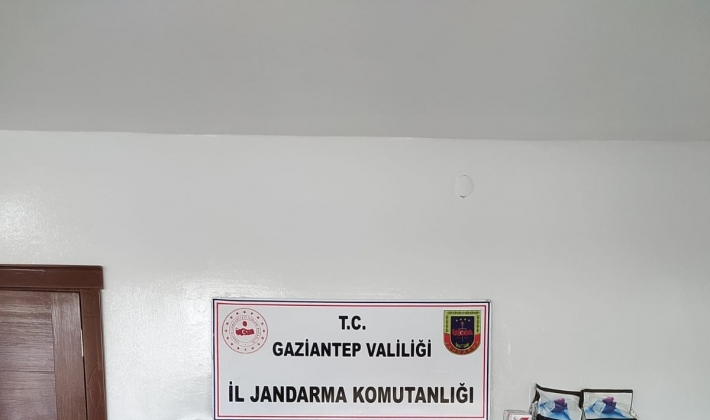 T.C.
GAZİANTEP VALİLİĞİ
İL JANDARMA KOMUTANLIĞI